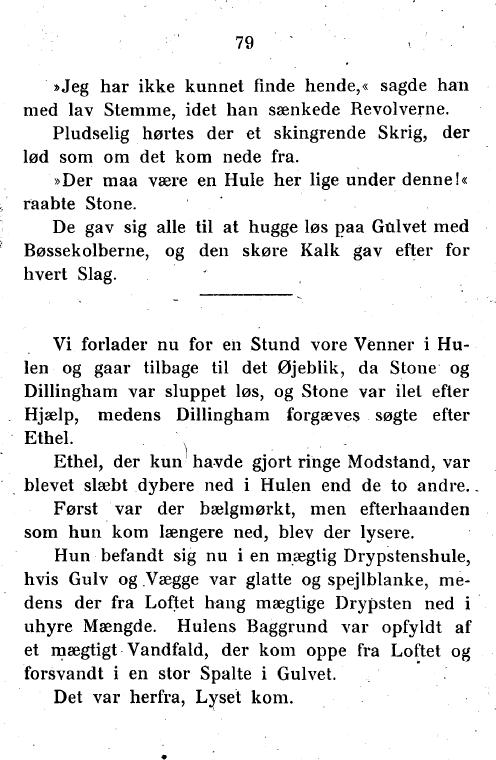 79
»Jeg har ikke kunnet finde hende,« sagde han
med lav Stemme, idet han sænkede Revolverne.
Pludselig hørtes der et skingrende Skrig, der
lød som om det kom nede fra.
»Der maa være en Hule her lige under denne!«
raabte Stone.
De gav sig alle til at hugge løs paa Gulvet med
Bøssekolberne, og den skøre Kalk gav efter for
hvert Slag.
Vi forlader nu for en Stund vore Venner i Hu-
len og gaar tilbage til det Øjeblik, da Stone og
Dillingham var sluppet løs, og Stone var ilet efter
Hjælp, medens Dillingham forgæves søgte efter
Ethel.
Ethel, der kun havde gjort ringe Modstand, var
blevet slæbt dybere ned i Hulen end de to andre.
Først var der bælgmørkt, men efterhaanden
som hun kom længere ned, blev der lysere.
Hun befandt sig nu i en mægtig Drypstenshule,
hvis Gulv og Vægge var glatte og spejlblanke, me-
dens der fra Loftet hang mægtige Drypsten ned i
uhyre Mængde. Hulens Baggrund var opfyldt af
et mægtigt Vandfald, der kom oppe fra Loftet og
forsvandt i en stor Spalte i Gulvet.
Det var herfra, Lyset kom.